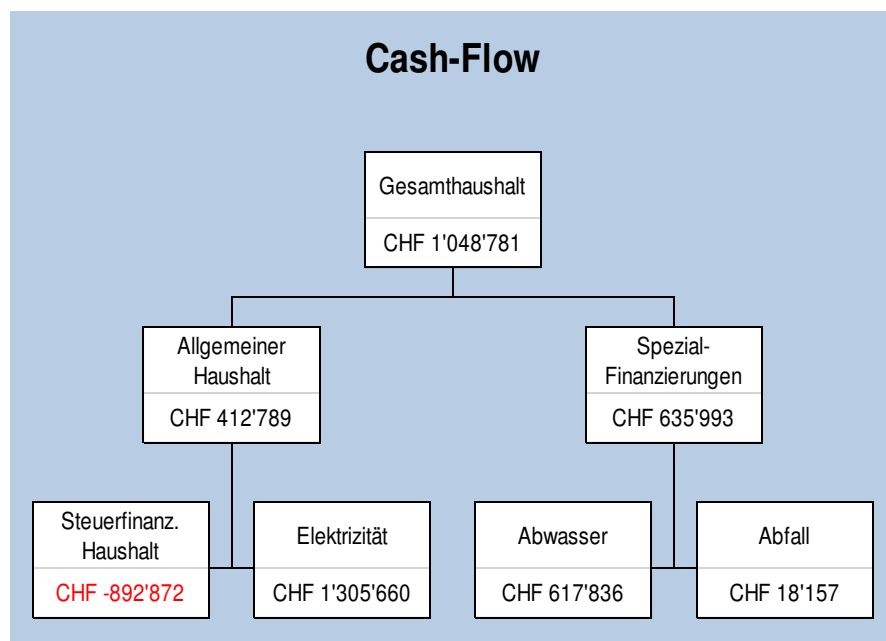 Cash-Flow
Gesamthaushalt
CHF 1'048'781
Allgemeiner
Haushalt
CHF 412'789
Spezial-
Finanzierungen
CHF 635'993
Steuerfinanz.
Haushalt
CHF -892'872
Elektrizität
CHF 1'305'660
Abwasser
CHF 617'836
Abfall
CHF 18'157